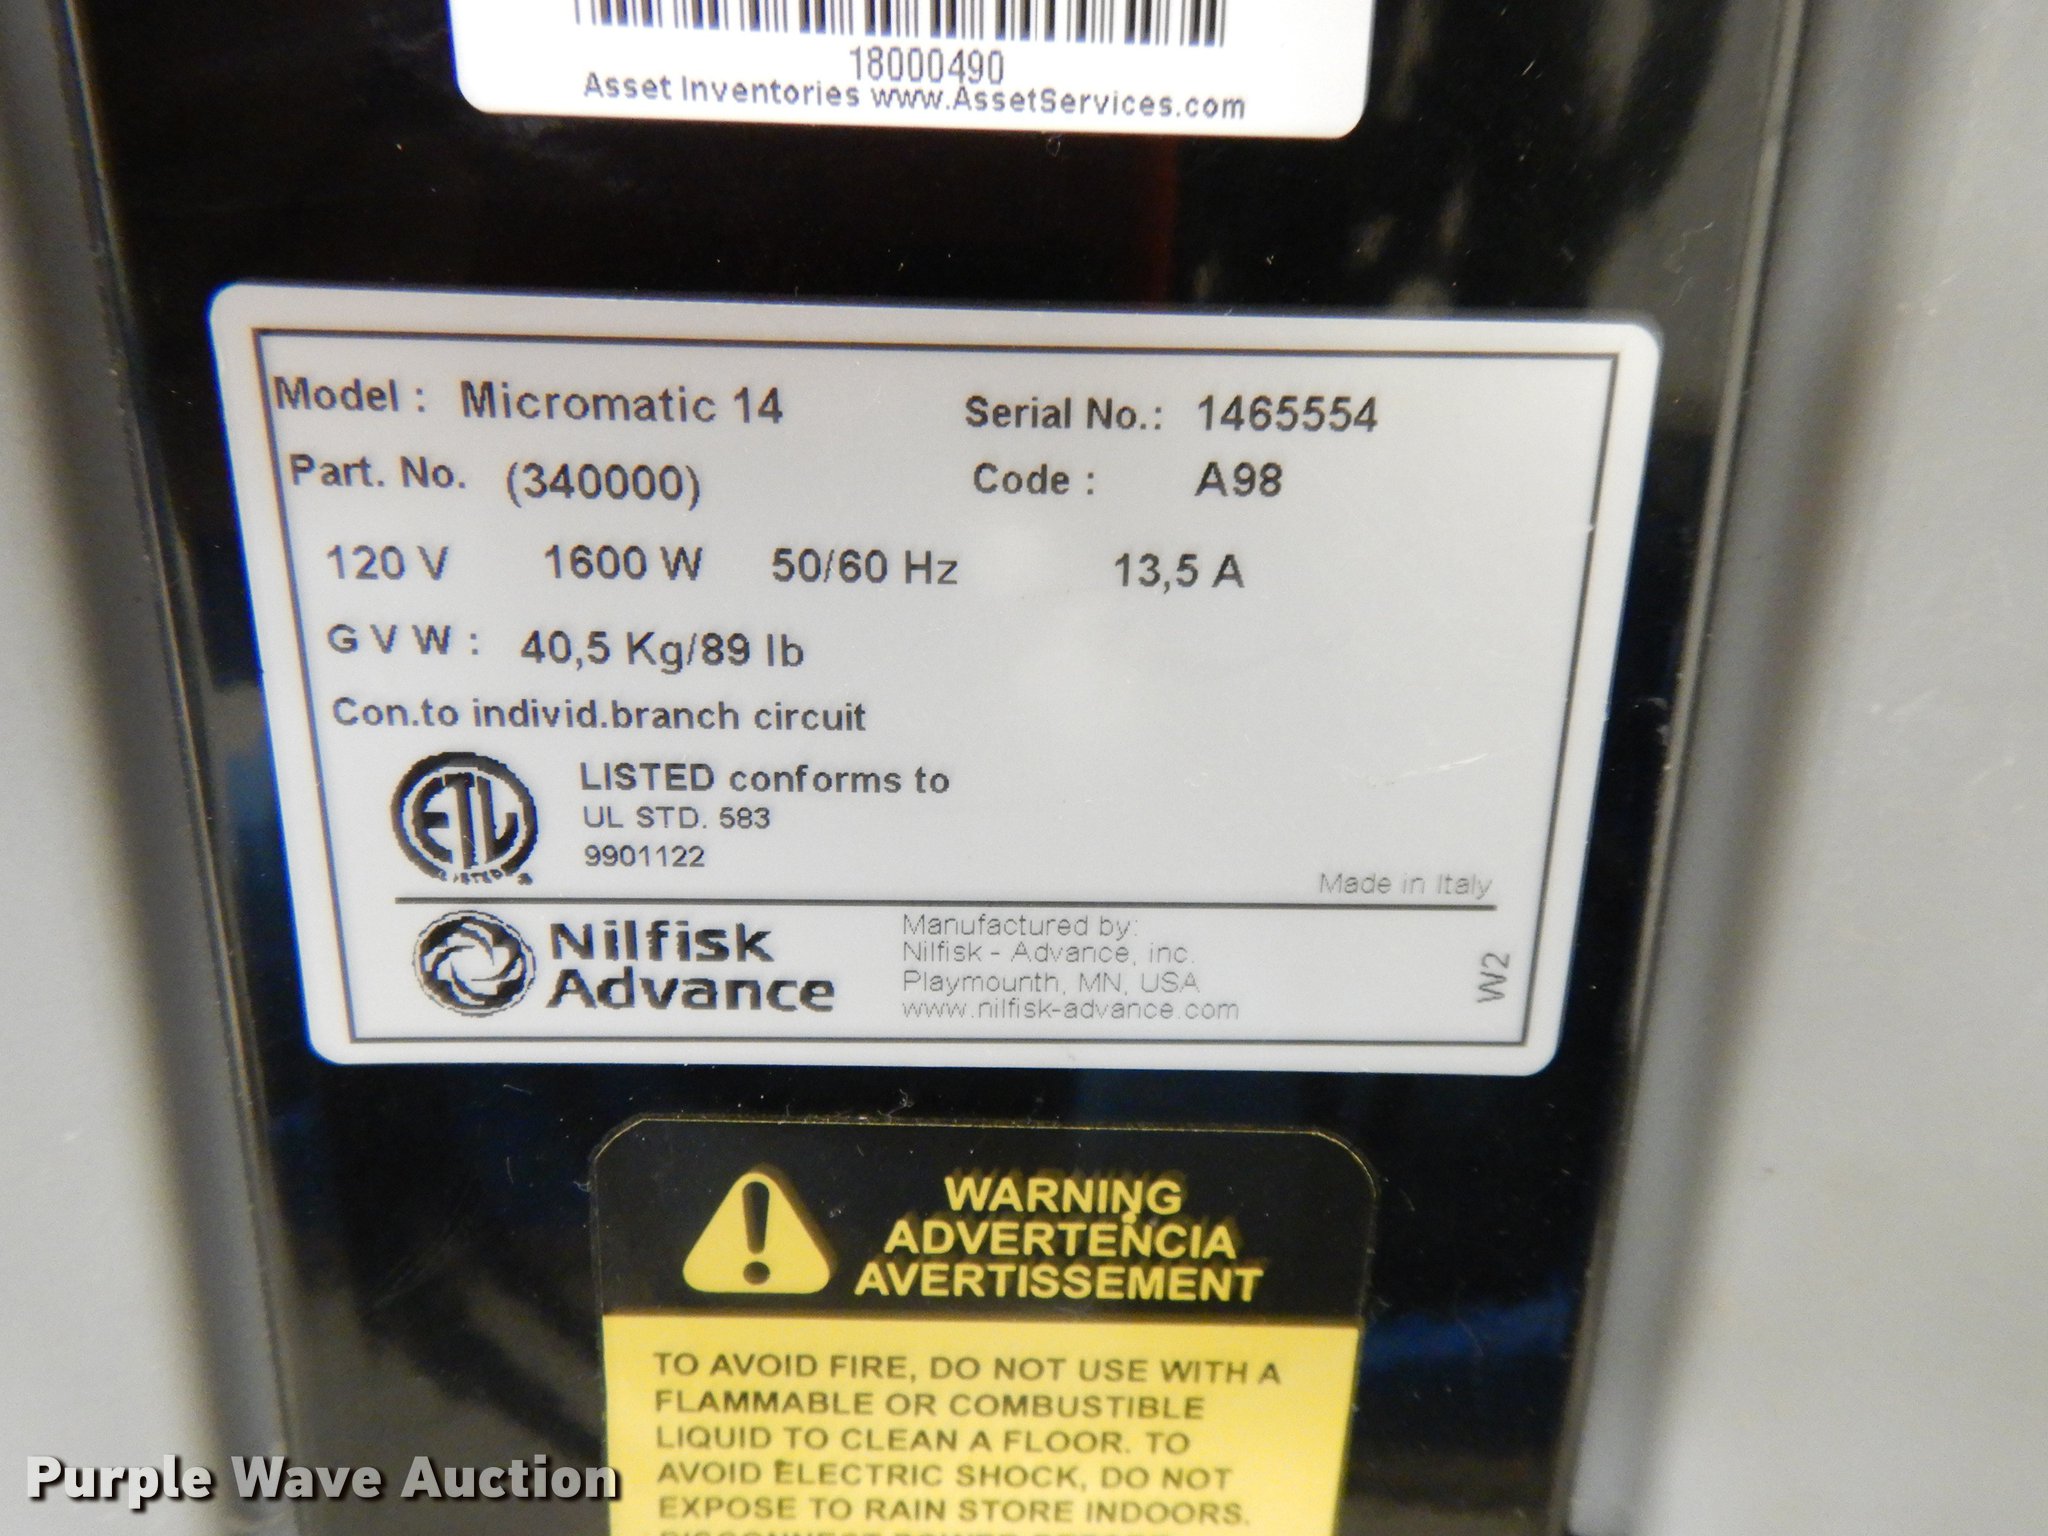 18000490
Asset Inventories www.AssetServices.com
Model : Micromatic 14 Serial No.: 1465554
Part. No. (340000) Code : A98
120 V 1600 W 50/60 Hz 13,5 A
G V W : 40,5 Kg/89 lb
Con.to individ.branch circuit
ETL LISTED
LISTED conforms to
UL STD. 583
9901122
Made in Italy
Nilfisk
Advance
Manufactured by:
Nilfisk - Advance, inc.
Playmounth, MN, USA
www.nilfisk-advance.com
W2
WARNING
ADVERTENCIA
AVERTISSEMENT
TO AVOID FIRE, DO NOT USE WITH A
FLAMMABLE OR COMBUSTIBLE
LIQUID TO CLEAN A FLOOR. TO
AVOID ELECTRIC SHOCK, DO NOT
EXPOSE TO RAIN STORE INDOORS.
Purple Wave Auction